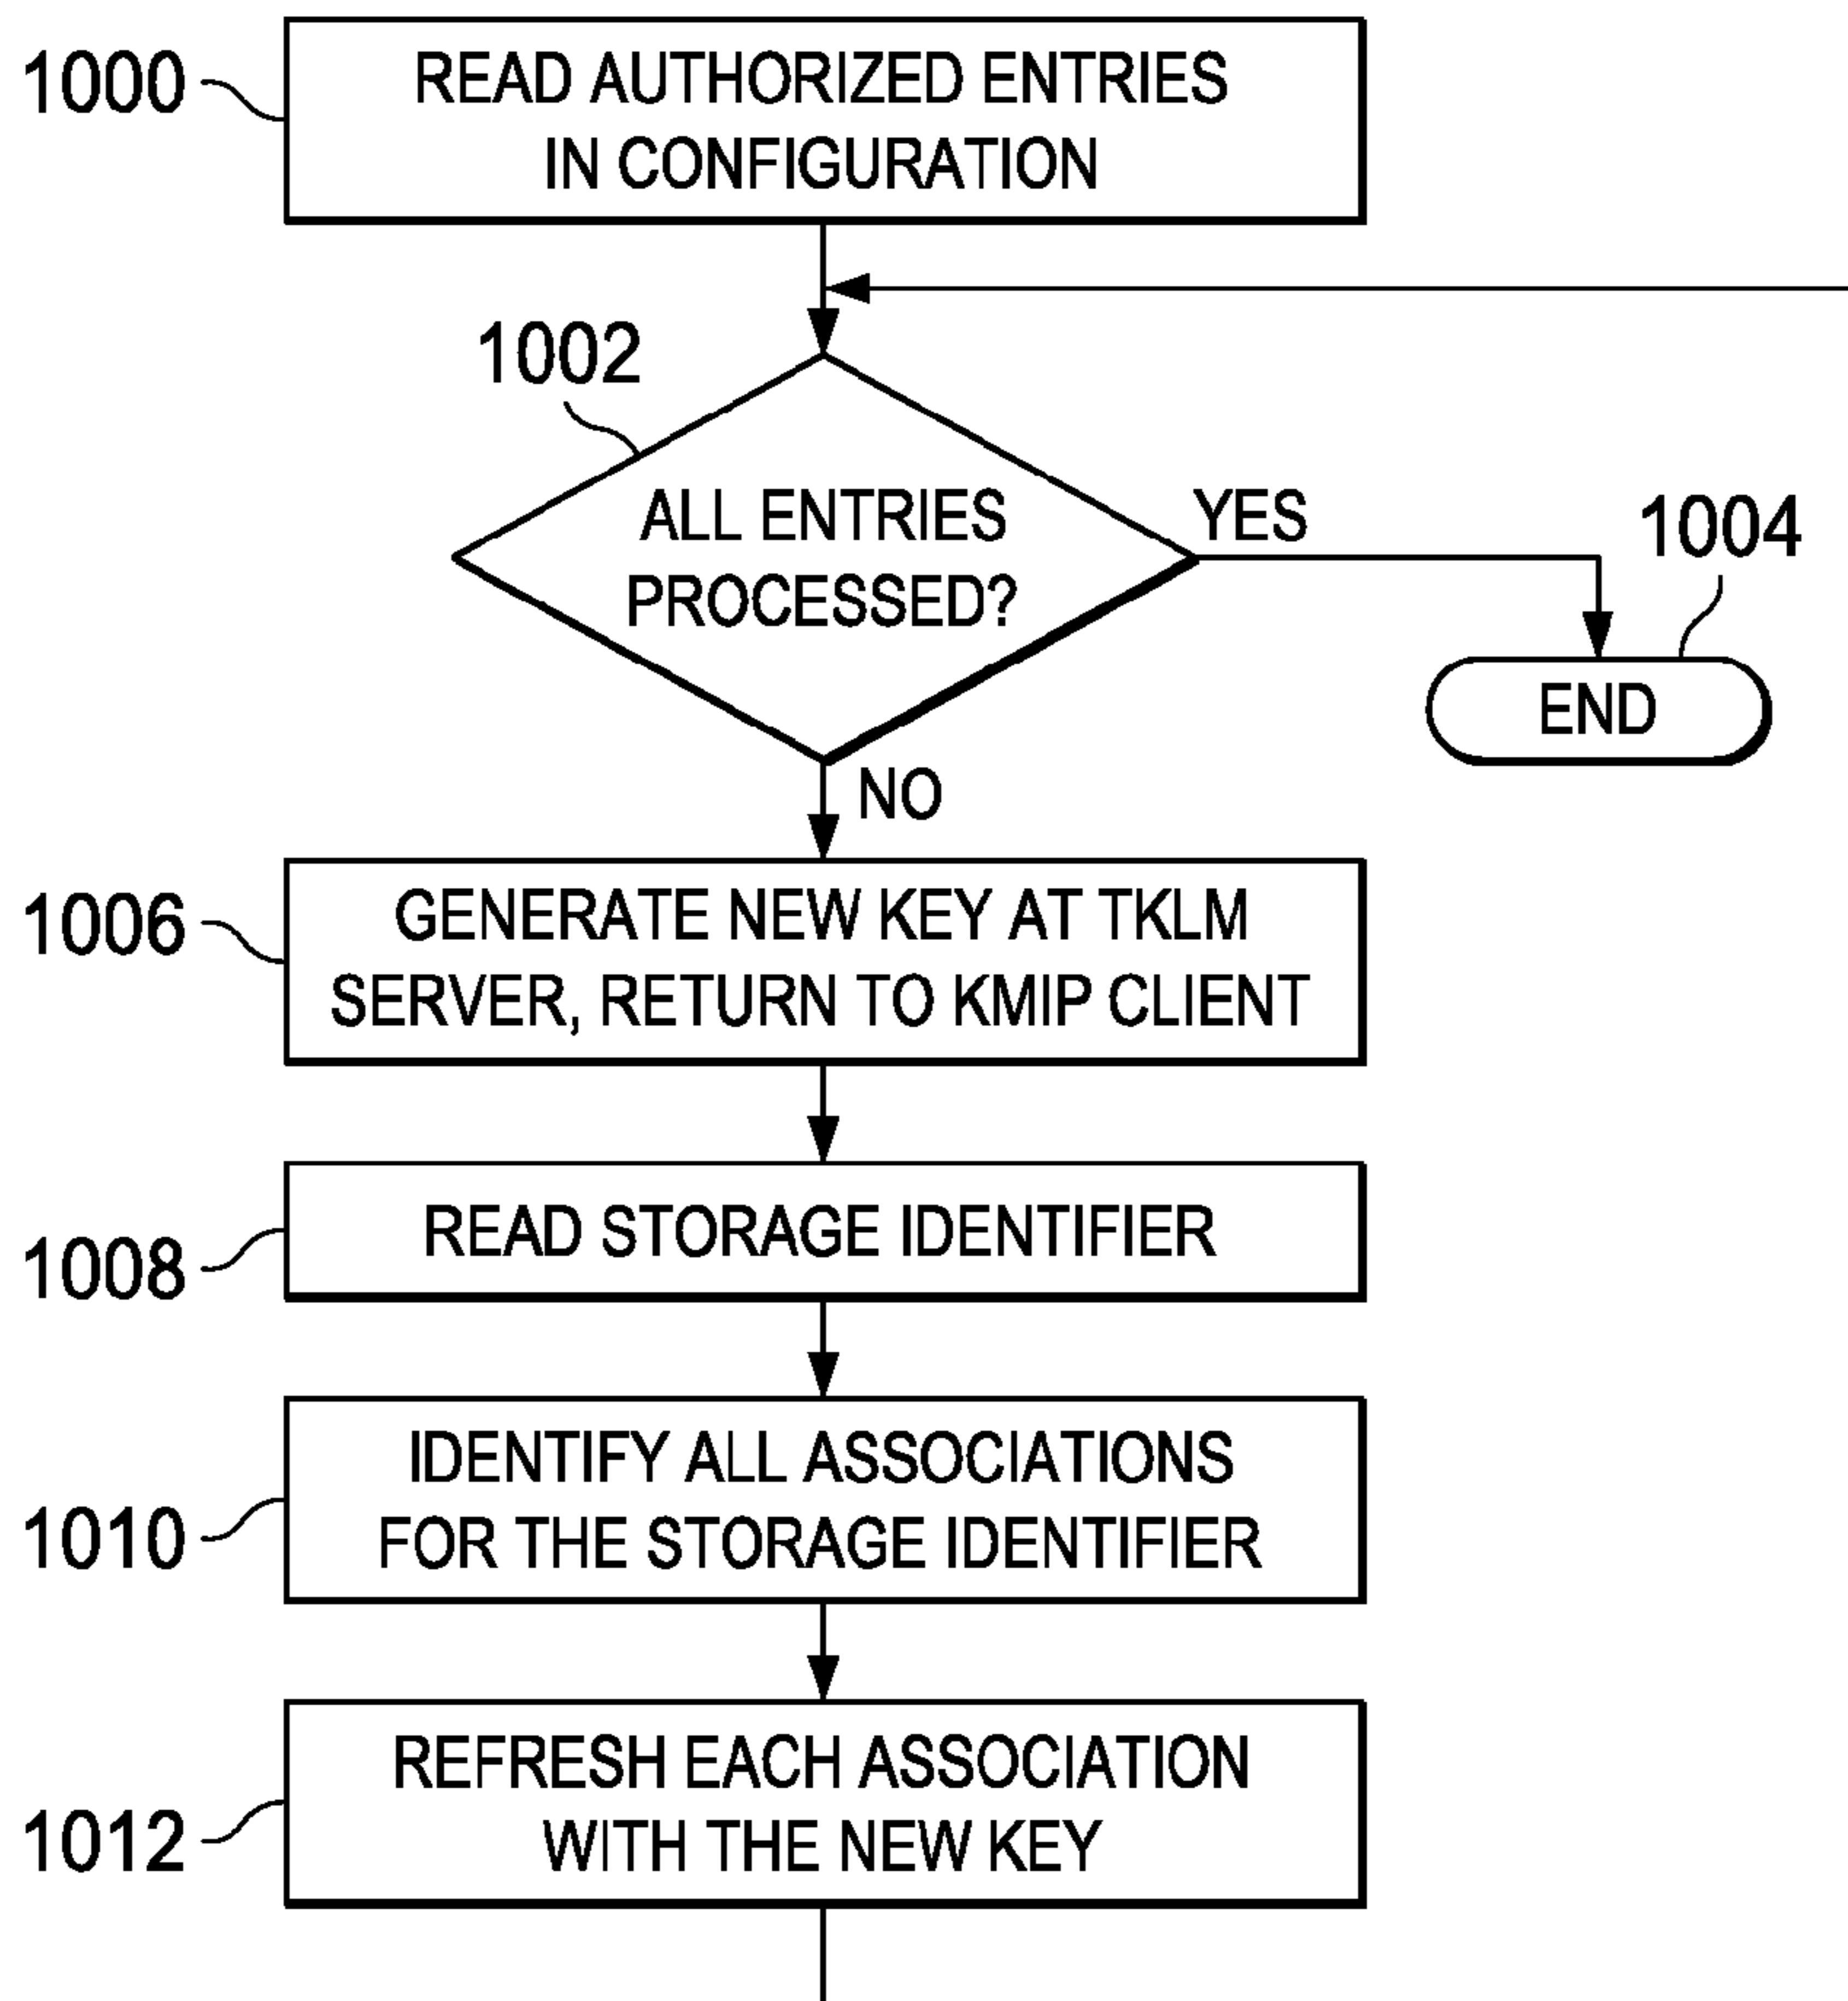 1000
READ AUTHORIZED ENTRIES
IN CONFIGURATION
1002
ALL ENTRIES
PROCESSED?
YES
1004
END
NO
1006
GENERATE NEW KEY AT TKLM
SERVER, RETURN TO KMIP CLIENT
1008
READ STORAGE IDENTIFIER
1010
IDENTIFY ALL ASSOCIATIONS
FOR THE STORAGE IDENTIFIER
1012
REFRESH EACH ASSOCIATION
WITH THE NEW KEY